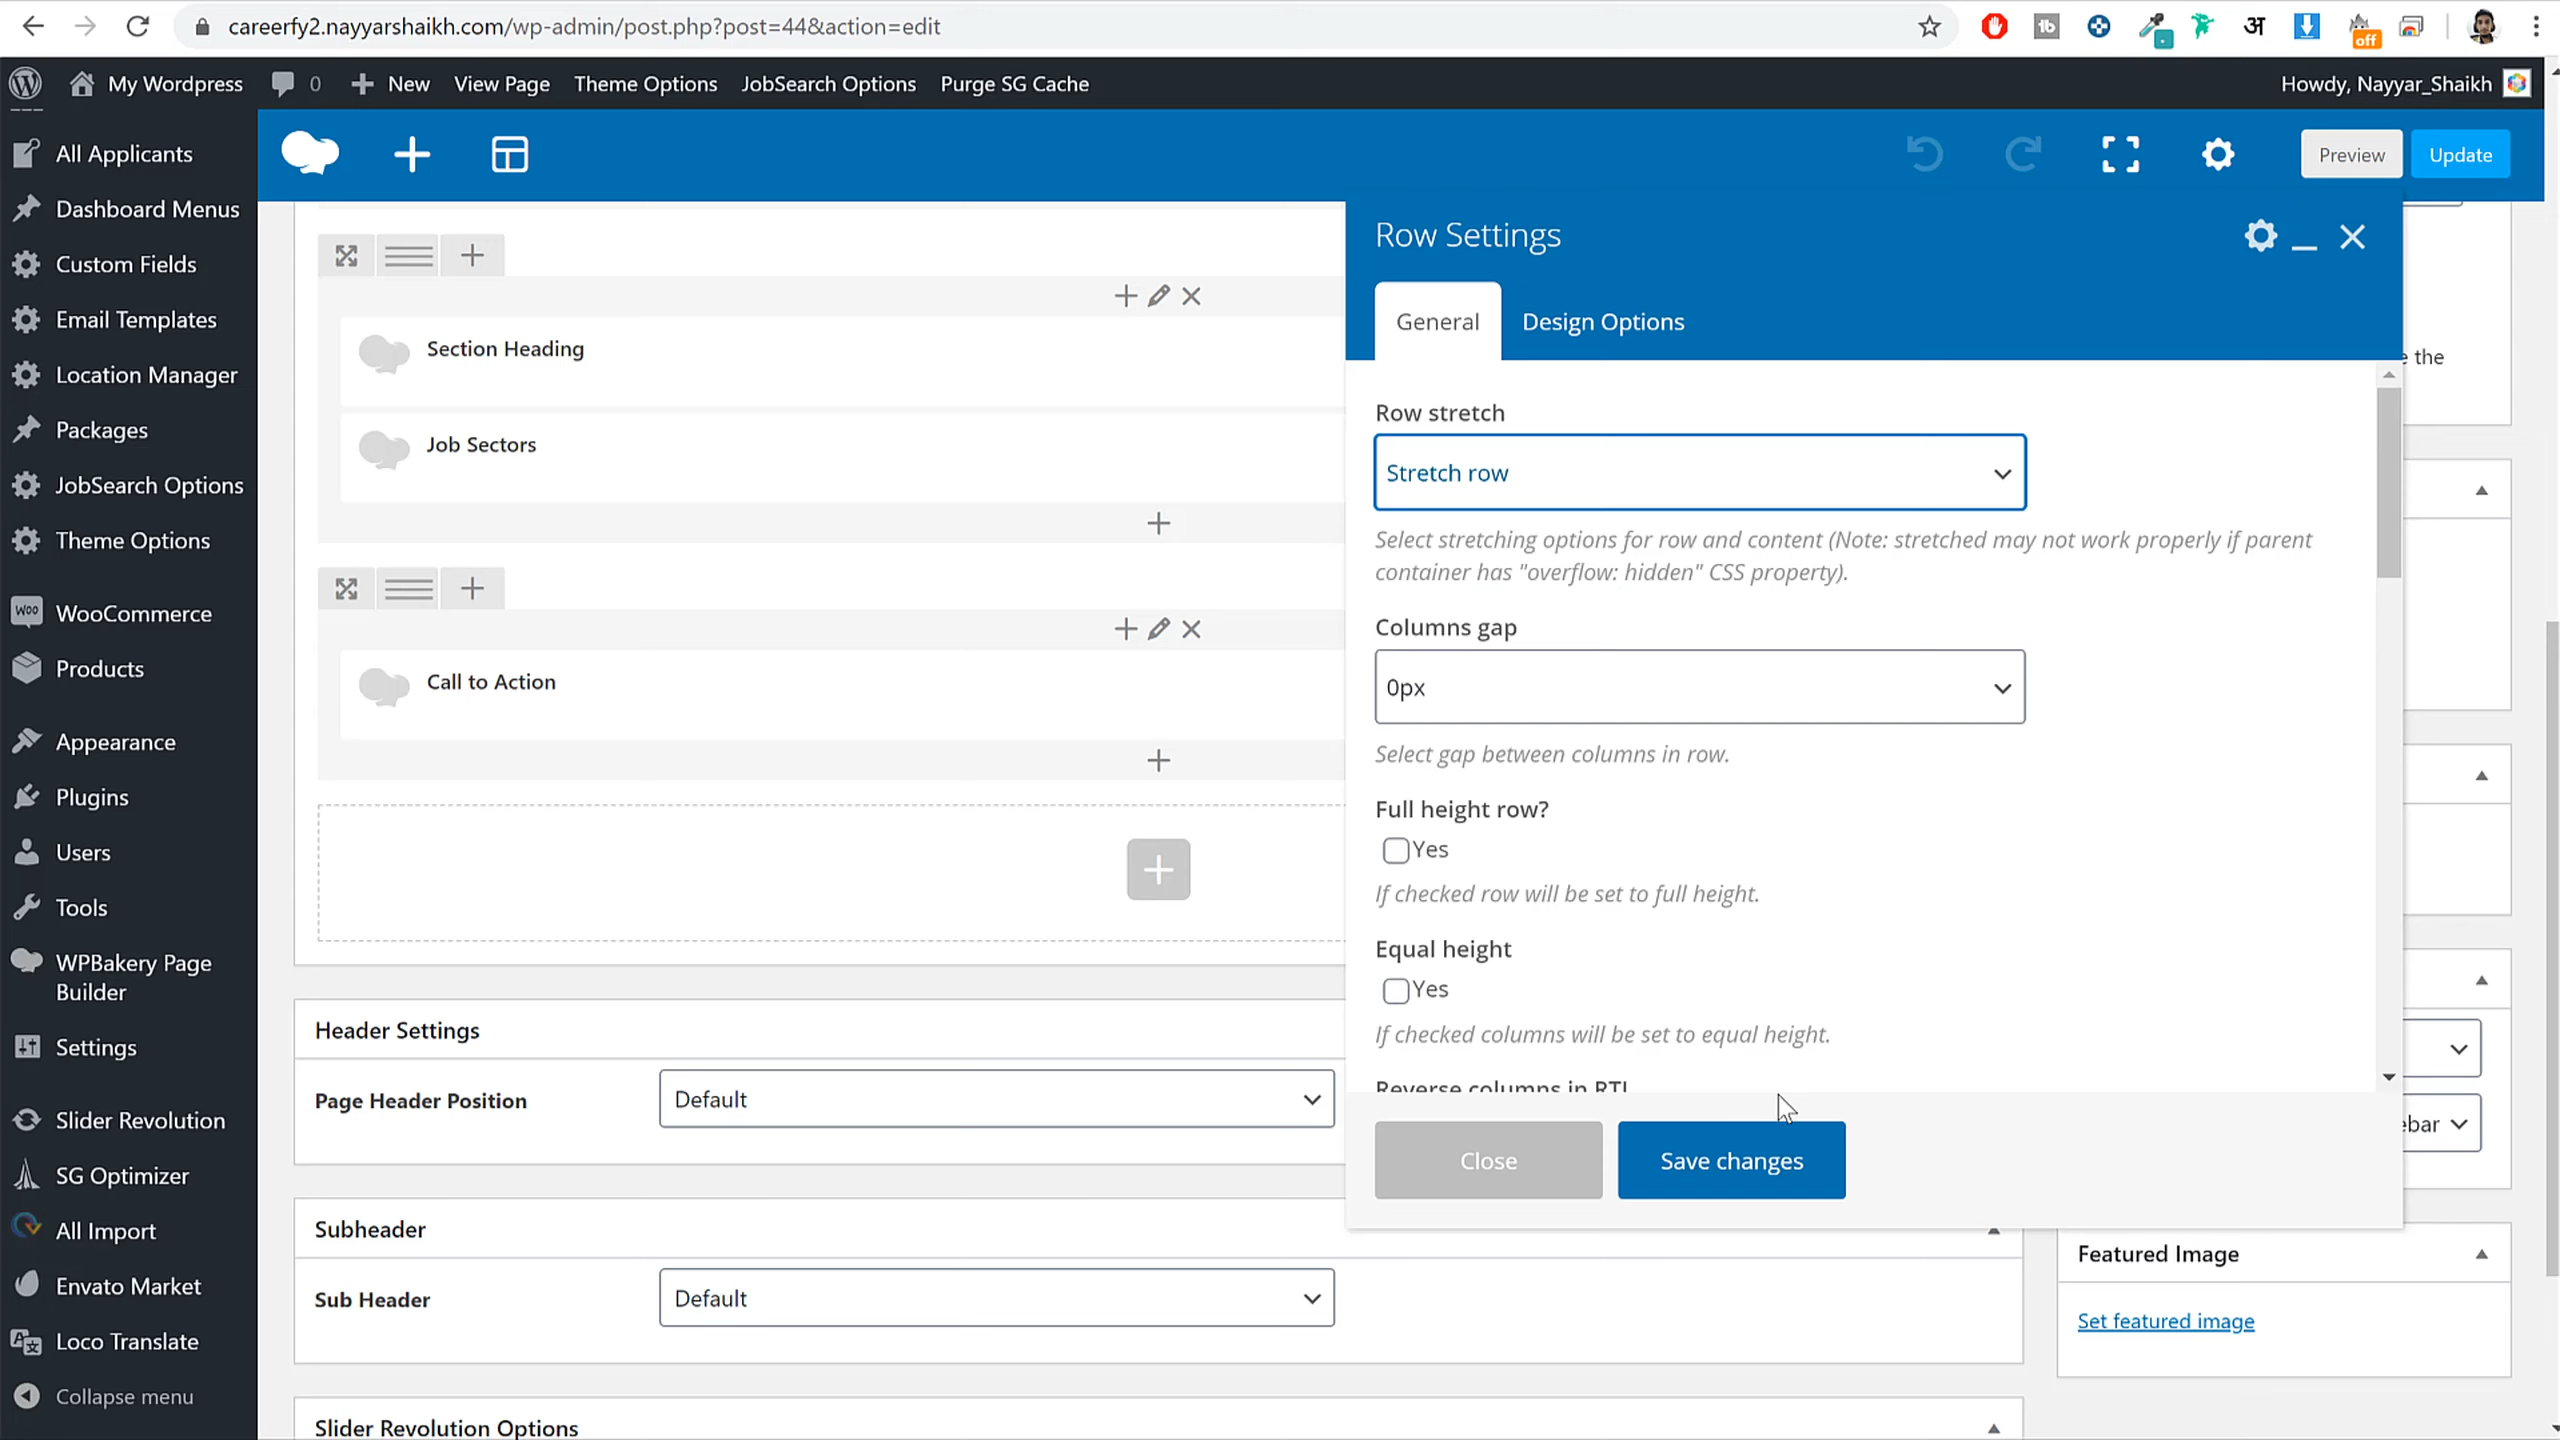 careerfy2.nayyarshaikh.com/wp-admin/post.php?post=44&action=edit
off
My Wordpress
0
New
View Page
Theme Options
JobSearch Options
Purge SG Cache
Howdy, Nayyar_Shaikh
Preview
Update
All Applicants
Dashboard Menus
Custom Fields
Email Templates
Location Manager
Packages
JobSearch Options
Theme Options
WooCommerce
Products
Appearance
Plugins
Users
Tools
WPBakery Page
Builder
Settings
Slider Revolution
SG Optimizer
All Import
Envato Market
Loco Translate
Collapse menu
Section Heading
Job Sectors
Call to Action
Header Settings
Page Header Position
Default
Subheader
Sub Header
Default
Slider Revolution Options
Row Settings
General
Design Options
Row stretch
Stretch row
Select stretching options for row and content (Note: stretched may not work properly if parent
container has "overflow: hidden" CSS property).
Columns gap
0px
Select gap between columns in row.
Full height row?
Yes
If checked row will be set to full height.
Equal height
Yes
If checked columns will be set to equal height.
Reverse columns in RTL
Close
Save changes
e the
ebar
Featured Image
Set featured image